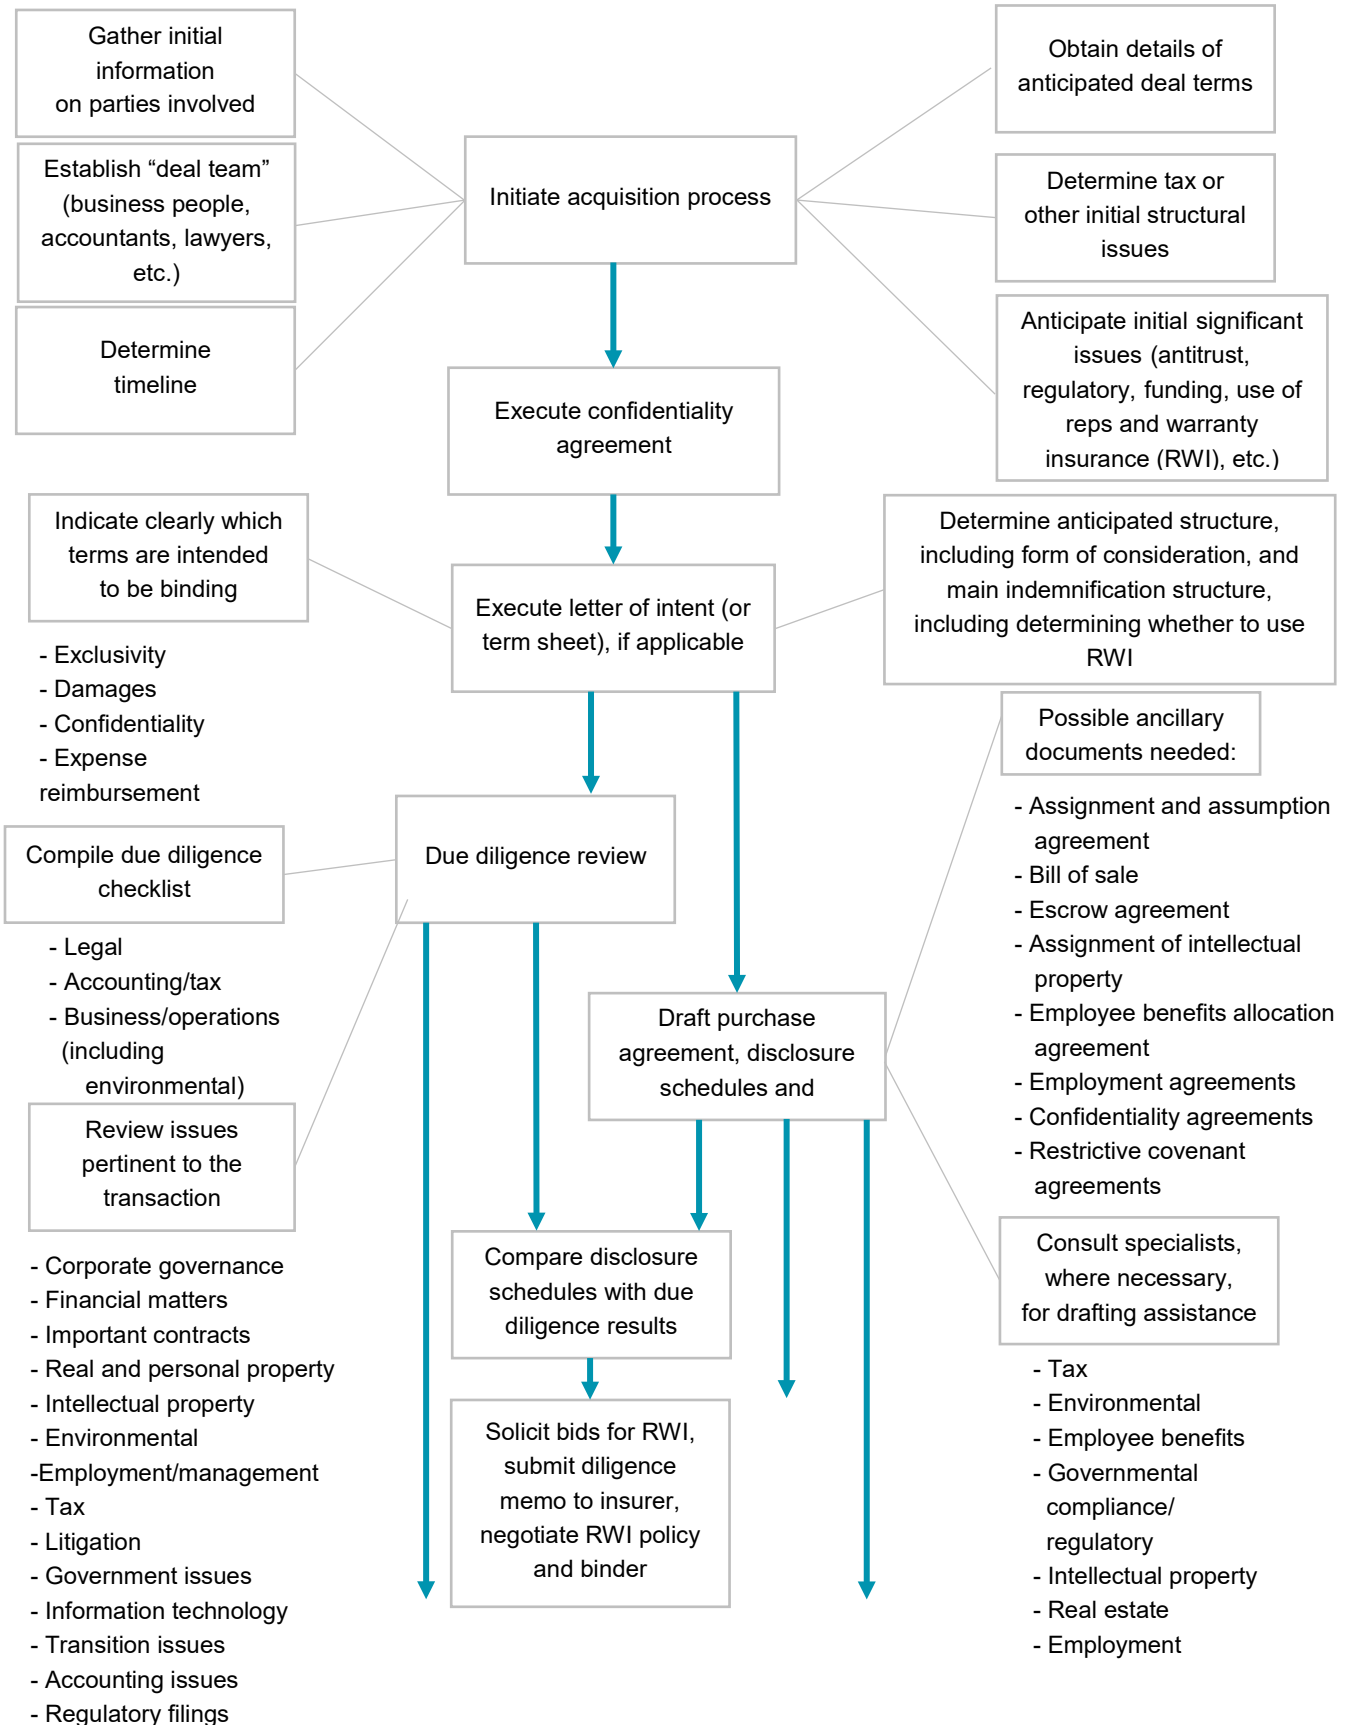 Gather initial
information
on parties involved
Obtain details of
anticipated deal terms
Establish “deal team”
(business people,
accountants, lawyers,
etc.)
Initiate acquisition process
Determine tax or
other initial structural
issues
Determine
timeline
Anticipate initial significant
issues (antitrust,
regulatory, funding, use of
reps and warranty
insurance (RWI), etc.)
Execute confidentiality
agreement
Indicate clearly which
terms are intended
to be binding
- Exclusivity
- Damages
- Confidentiality
- Expense
reimbursement
Execute letter of intent (or
term sheet), if applicable
Determine anticipated structure,
including form of consideration, and
main indemnification structure,
including determining whether to use
RWI
Possible ancillary
documents needed:
- Assignment and assumption
agreement
- Bill of sale
- Escrow agreement
- Assignment of intellectual
property
- Employee benefits allocation
agreement
- Employment agreements
- Confidentiality agreements
- Restrictive covenant
agreements
Compile due diligence
checklist
- Legal
- Accounting/tax
- Business/operations
(including
environmental)
Due diligence review
Draft purchase
agreement, disclosure
schedules and
Review issues
pertinent to the
transaction
- Corporate governance
- Financial matters
- Important contracts
- Real and personal property
- Intellectual property
- Environmental
-Employment/management
- Tax
- Litigation
- Government issues
- Information technology
- Transition issues
- Accounting issues
- Regulatory filings
Compare disclosure
schedules with due
diligence results
Solicit bids for RWI,
submit diligence
memo to insurer,
negotiate RWI policy
and binder
Consult specialists,
where necessary,
for drafting assistance
- Tax
- Environmental
- Employee benefits
- Governmental
compliance/
regulatory
- Intellectual property
- Real estate
- Employment